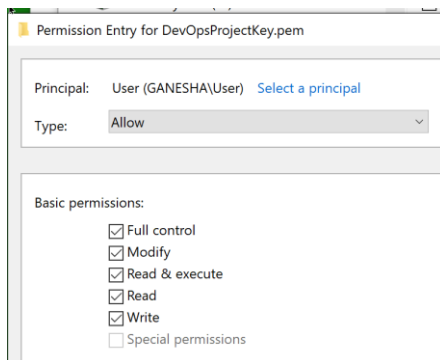 Permission Entry for DevOpsProjectKey.pem
Principal: User (GANESHA\User) Select a principal
Type: Allow
Basic permissions:
Full control
Modify
Read & execute
Read
Write
Special permissions